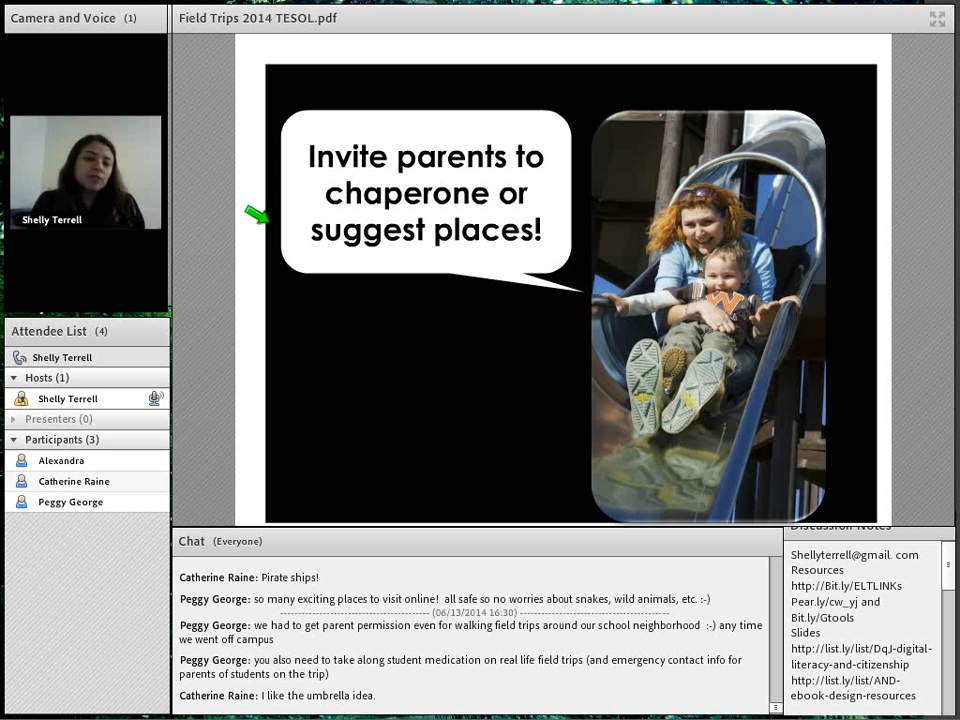 Camera and Voice (1)
Field Trips 2014 TESOL.pdf
Shelly Terrell
Invite parents to
chaperone or
suggest places!
W
Attendee List (4)
Shelly Terrell
Hosts (1)
Shelly Terrell
Presenters (0)
Participants (3)
Alexandra
Catherine Raine
Peggy George
Chat (Everyone)
Catherine Raine: Pirate ships!
Peggy George: so many exciting places to visit online! all safe so no worries about snakes, wild animals, etc. :-)
(06/13/2014 16:30)
Peggy George: we had to get parent permission even for walking field trips around our school neighborhood :-) any time
we went off campus
Peggy George: you also need to take along student medication on real life field trips (and emergency contact info for
parents of students on the trip)
Catherine Raine: I like the umbrella idea.
Discussion Notes
Shellyterrell@gmail. com
Resources
http://Bit.ly/ELTLINKs
Pear.ly/cw_yj and
Bit.ly/Gtools
Slides
http://list.ly/list/DqJ-digital-
literacy-and-citizenship
http://list.ly/list/AND-
ebook-design-resources